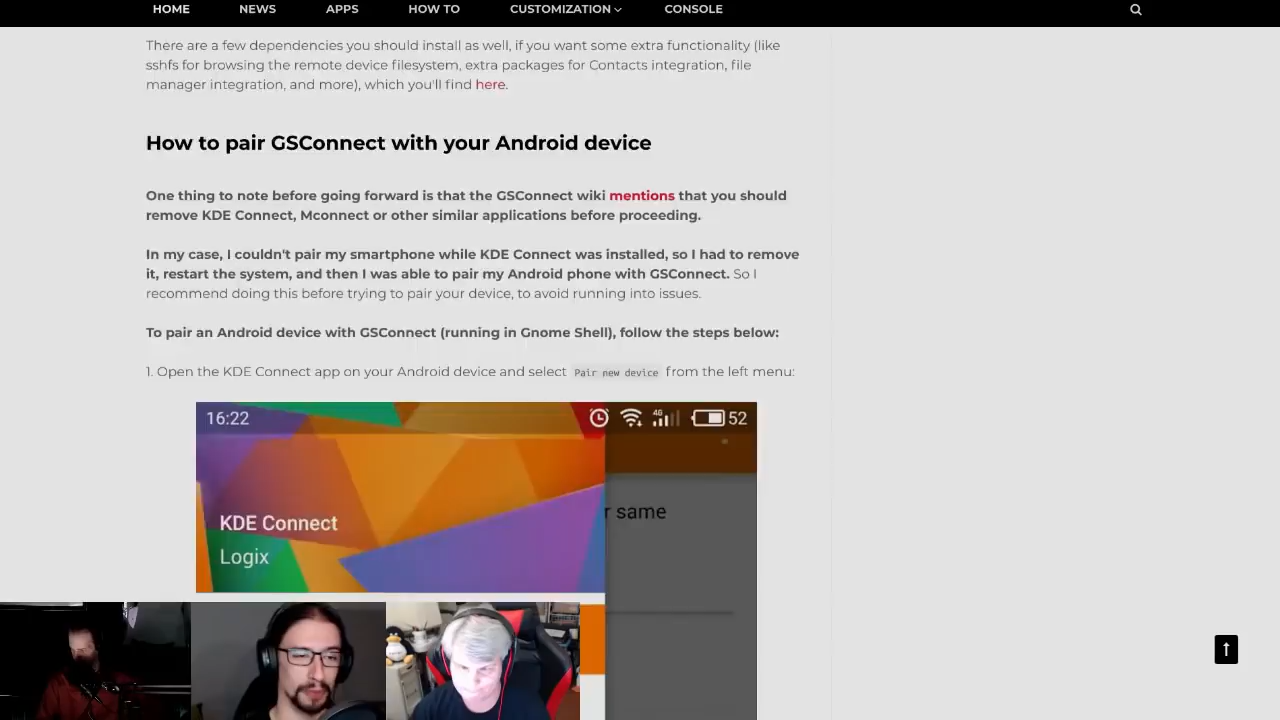 HOME NEWS APPS HOW TO CUSTOMIZATION CONSOLE
There are a few dependencies you should install as well, if you want some extra functionality (like
sshfs for browsing the remote device filesystem, extra packages for Contacts integration, file
manager integration, and more), which you'll find here.
How to pair GSConnect with your Android device
One thing to note before going forward is that the GSConnect wiki mentions that you should
remove KDE Connect, Mconnect or other similar applications before proceeding.
In my case, I couldn't pair my smartphone while KDE Connect was installed, so I had to remove
it, restart the system, and then I was able to pair my Android phone with GSConnect. So I
recommend doing this before trying to pair your device, to avoid running into issues.
To pair an Android device with GSConnect (running in Gnome Shell), follow the steps below:
1. Open the KDE Connect app on your Android device and select Pair new device from the left menu:
16:22 4G 52
r same
KDE Connect
Logix